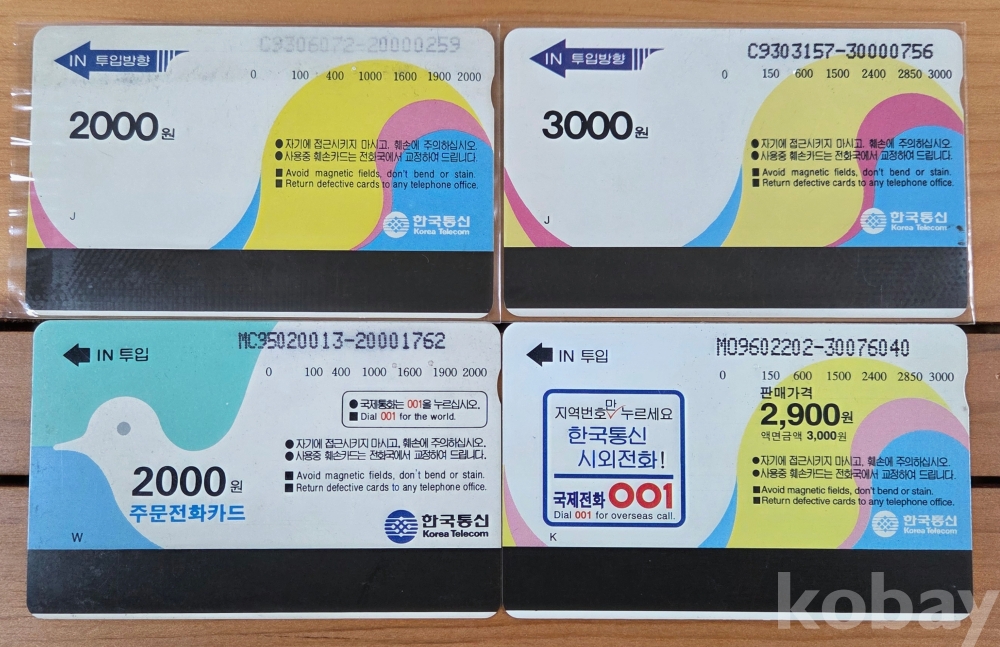 IN 투입방향
C9306072-20000259
0 100 400 1000 1600 1900 2000
2000원
●자기에 접근시키지 마시고, 훼손에 주의하십시오.
●사용중 훼손카드는 전화국에서 교정하여 드립니다.
■Avoid magnetic fields, don't bend or stain.
■Return defective cards to any telephone office.
J
한국통신
Korea Telecom
IN 투입방향
C9303157-30000756
0 150 600 1500 2400 2850 3000
3000원
●자기에 접근시키지 마시고, 훼손에 주의하십시오.
●사용중 훼손카드는 전화국에서 교정하여 드립니다.
■Avoid magnetic fields, don't bend or stain.
■Return defective cards to any telephone office.
J
한국통신
Korea Telecom
IN 투입
MC95020013-20001762
0 100 400 1000 1600 1900 2000
●국제통화는 001을 누르십시오.
■Dial 001 for the world.
●자기에 접근시키지 마시고, 훼손에 주의하십시오.
●사용중 훼손카드는 전화국에서 교정하여 드립니다.
■Avoid magnetic fields, don't bend or stain.
■Return defective cards to any telephone office.
2000원
주문전화카드
W
한국통신
Korea Telecom
IN 투입
MO9602202-30076040
0 150 600 1500 2400 2850 3000
판매가격
2,900원
액면금액 3,000원
지역번호만 누르세요
한국통신
시외전화!
국제전화 001
Dial 001 for overseas call.
●자기에 접근시키지 마시고, 훼손에 주의하십시오.
●사용중 훼손카드는 전화국에서 교정하여 드립니다.
■Avoid magnetic fields, don't bend or stain.
■Return defective cards to any telephone office.
K
한국통신
Korea Telecom
kobay